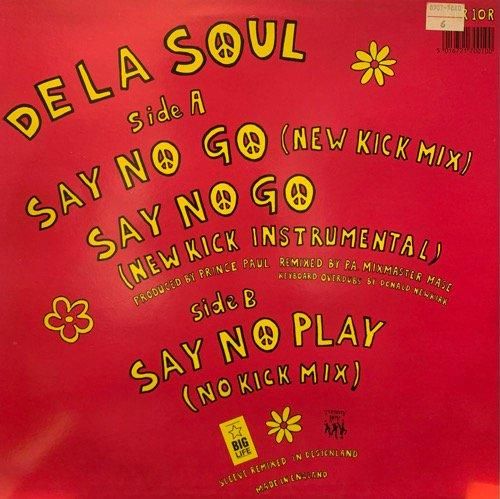 DE LA SOUL
Side A
SAY NO GO (NEW KICK MIX)
SAY NO GO
(NEW KICK INSTRUMENTAL)
PRODUCED BY PRINCE PAUL REMIXED BY P.A. MIXMASTER MASE
KEYBOARD OVERDUBS BY DONALD NEWKIRK
Side B
SAY NO PLAY
(NO KICK MIX)
BIG
LIFE
SLEEVE REMIXED IN DESIGNLAND
MADE IN ENGLAND